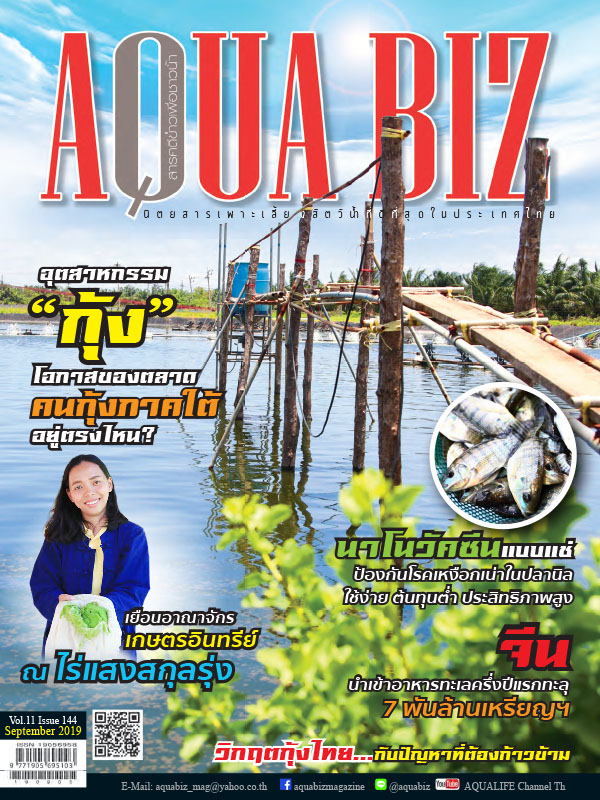 AQUA BIZ
สารคดีข่าวเพื่อชาวน้ำ
นิตยสารเพาะเลี้ยงสัตว์น้ำที่ดีที่สุดในประเทศไทย
อุตสาหกรรม
“กุ้ง”
โอกาสของตลาด
คนกุ้งภาคใต้
อยู่ตรงไหน?
นาโนวัคซีนแบบแช่
ป้องกันโรคเหงือกเน่าในปลานิล
ใช้ง่าย ต้นทุนต่ำ ประสิทธิภาพสูง
เยือนอาณาจักร
เกษตรอินทรีย์
ณ ไร่แสงสกุลรุ่ง
จีน
นำเข้าอาหารทะเลครึ่งปีแรกทะลุ
7 พันล้านเหรียญฯ
Vol.11 Issue 144
September 2019
ISSN 19056958
9 771905 695103
วิกฤตกุ้งไทย...กับปัญหาที่ต้องก้าวข้าม
E-Mail: aquabiz_mag@yahoo.co.th aquabizmagazine @aquabiz YouTube AQUALIFE Channel Th